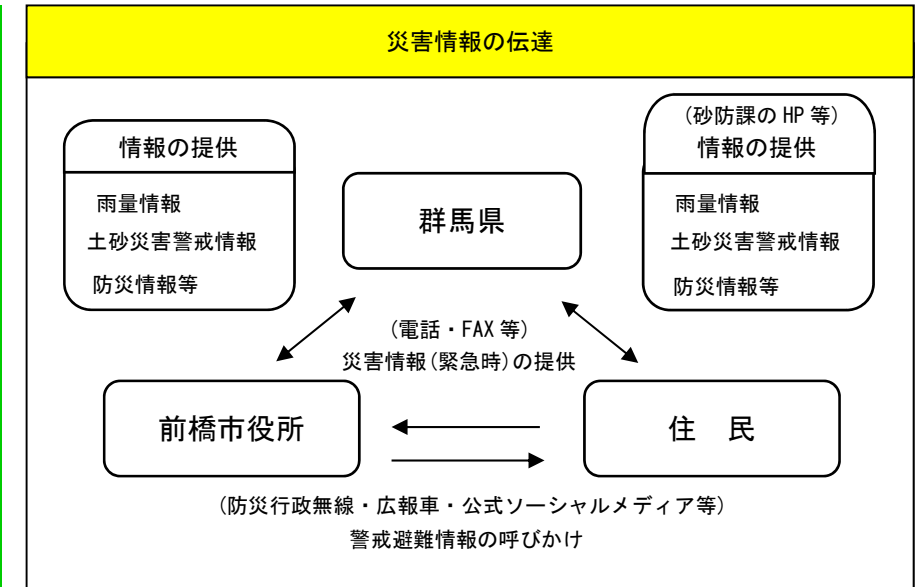 災害情報の伝達
情報の提供
雨量情報
土砂災害警戒情報
防災情報等
群馬県
(砂防課の HP 等)
情報の提供
雨量情報
土砂災害警戒情報
防災情報等
(電話・FAX 等)
災害情報(緊急時)の提供
前橋市役所
住　民
(防災行政無線・広報車・公式ソーシャルメディア等)
警戒避難情報の呼びかけ